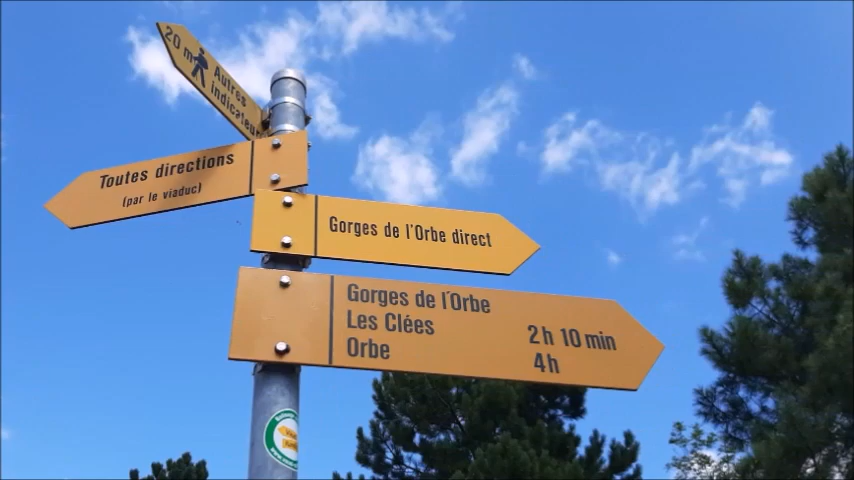 20 m
Autres
indicateurs
Toutes directions
(par le viaduc)
Gorges de l'Orbe direct
Gorges de l'Orbe
Les Clées 2h 10 min
Orbe 4h